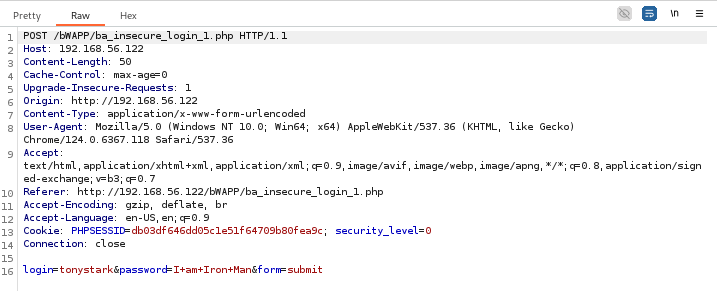 Pretty Raw Hex \n
1 POST /bWAPP/ba_insecure_login_1.php HTTP/1.1
2 Host: 192.168.56.122
3 Content-Length: 50
4 Cache-Control: max-age=0
5 Upgrade-Insecure-Requests: 1
6 Origin: http://192.168.56.122
7 Content-Type: application/x-www-form-urlencoded
8 User-Agent: Mozilla/5.0 (Windows NT 10.0; Win64; x64) AppleWebKit/537.36 (KHTML, like Gecko)
Chrome/124.0.6367.118 Safari/537.36
9 Accept:
text/html,application/xhtml+xml,application/xml;q=0.9,image/avif,image/webp,image/apng,*/*;q=0.8,application/sign
ed-exchange;v=b3;q=0.7
10 Referer: http://192.168.56.122/bWAPP/ba_insecure_login_1.php
11 Accept-Encoding: gzip, deflate, br
12 Accept-Language: en-US,en;q=0.9
13 Cookie: PHPSESSID=db03df646dd05c1e51f64709b80fea9c; security_level=0
14 Connection: close
15
16 login=tonystark&password=I+am+Iron+Man&form=submit